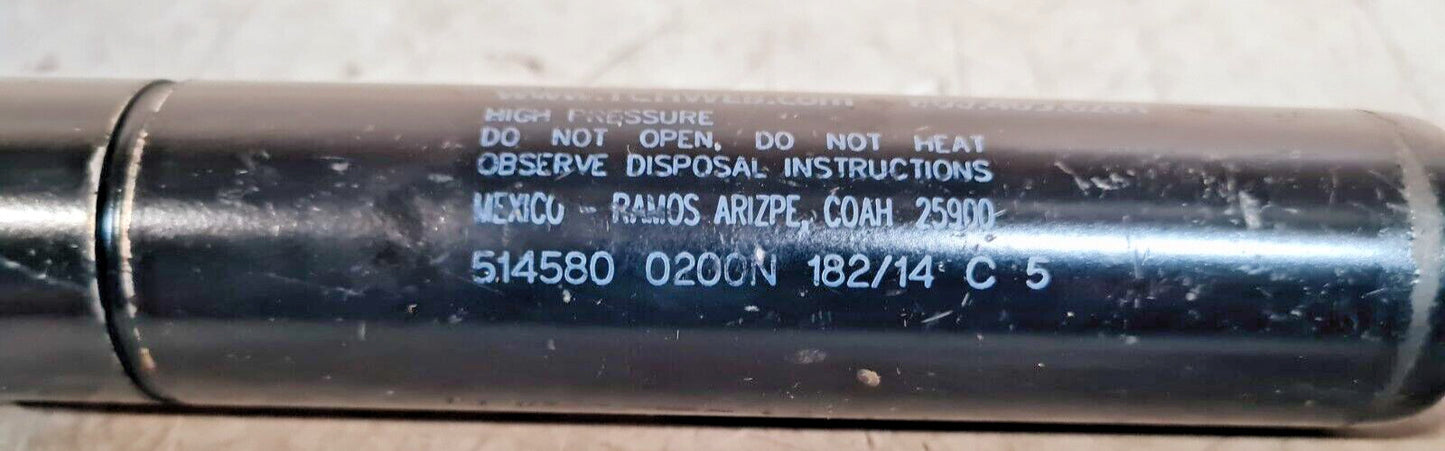 HIGH PRESSURE
DO NOT OPEN. DO NOT HEAT
OBSERVE DISPOSAL INSTRUCTIONS
MEXICO - RAMOS ARIZPE, COAH 25900
514580 0200N 182/14 C 5